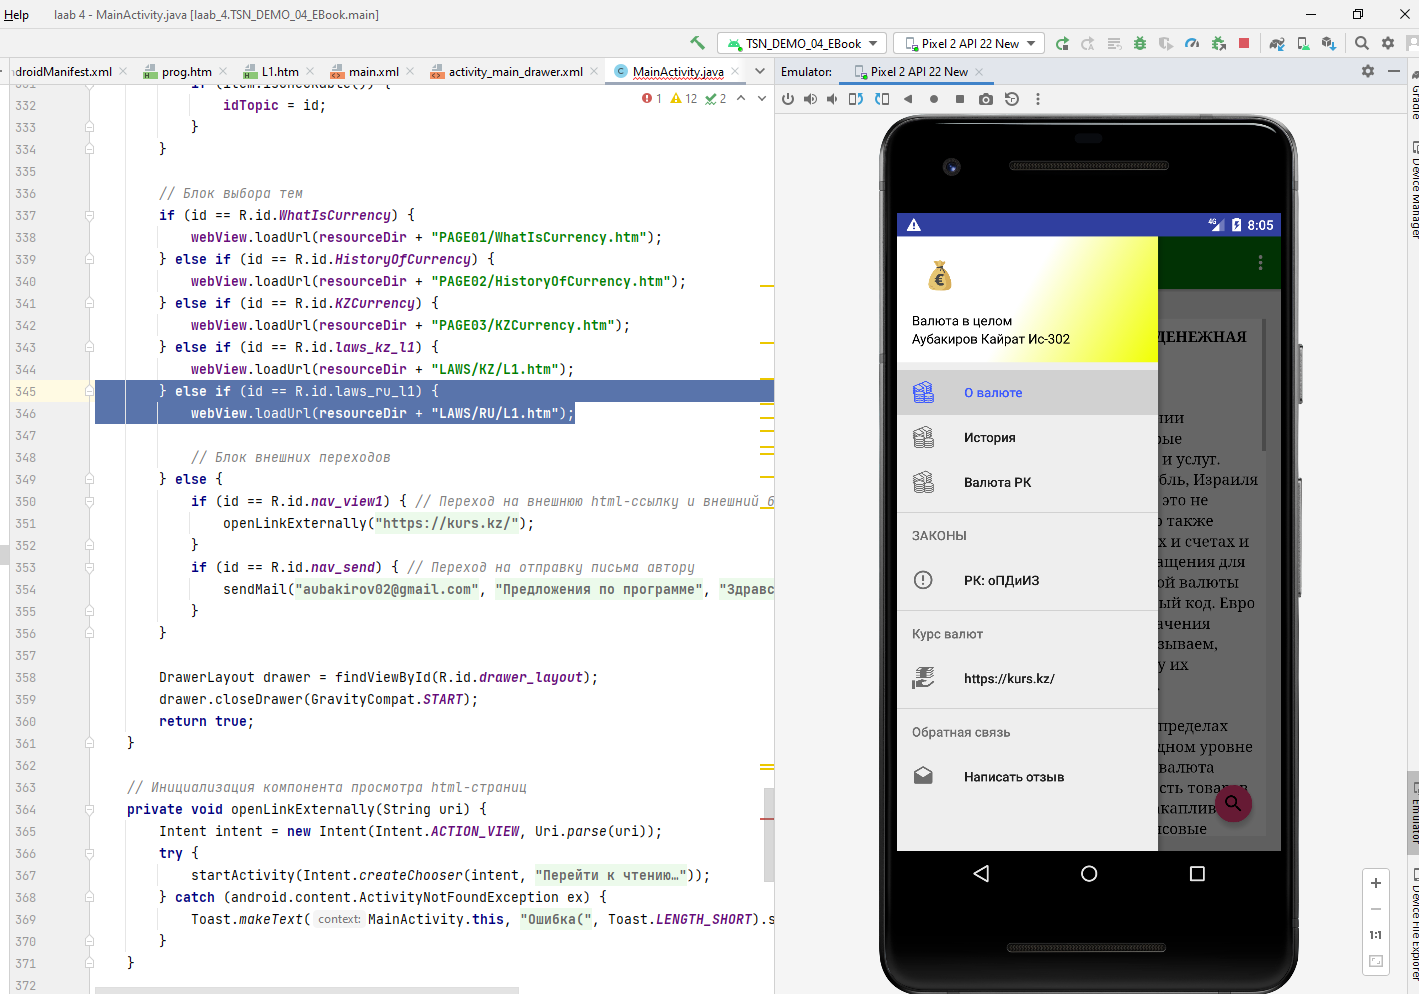 Help
laab 4 - MainActivity.java [laab_4.TSN_DEMO_04_EBook.main]
TSN_DEMO_04_EBook
Pixel 2 API 22 New
droidManifest.xml
prog.htm
L1.htm
main.xml
activity_main_drawer.xml
MainActivity.java
Emulator:
Pixel 2 API 22 New
1 12 2
332 idTopic = id;
333 }
334 }
335
336 // Блок выбора тем
337 if (id == R.id.WhatIsCurrency) {
338 webView.loadUrl(resourceDir + "PAGE01/WhatIsCurrency.htm");
339 } else if (id == R.id.HistoryOfCurrency) {
340 webView.loadUrl(resourceDir + "PAGE02/HistoryOfCurrency.htm");
341 } else if (id == R.id.KZCurrency) {
342 webView.loadUrl(resourceDir + "PAGE03/KZCurrency.htm");
343 } else if (id == R.id.laws_kz_l1) {
344 webView.loadUrl(resourceDir + "LAWS/KZ/L1.htm");
345 } else if (id == R.id.laws_ru_l1) {
346 webView.loadUrl(resourceDir + "LAWS/RU/L1.htm");
347
348 // Блок внешних переходов
349 } else {
350 if (id == R.id.nav_view1) { // Переход на внешнюю html-ссылку и внешний б
351 openLinkExternally("https://kurs.kz/");
352 }
353 if (id == R.id.nav_send) { // Переход на отправку письма автору
354 sendMail("aubakirov02@gmail.com", "Предложения по программе", "Здравс
355 }
356 }
357
358 DrawerLayout drawer = findViewById(R.id.drawer_layout);
359 drawer.closeDrawer(GravityCompat.START);
360 return true;
361 }
362
363 // Инициализация компонента просмотра html-страниц
364 private void openLinkExternally(String uri) {
365 Intent intent = new Intent(Intent.ACTION_VIEW, Uri.parse(uri));
366 try {
367 startActivity(Intent.createChooser(intent, "Перейти к чтению…"));
368 } catch (android.content.ActivityNotFoundException ex) {
369 Toast.makeText( context: MainActivity.this, "Ошибка(", Toast.LENGTH_SHORT).s
370 }
371 }
372
4G 8:05
Валюта в целом
Аубакиров Кайрат Ис-302
О валюте
История
Валюта РК
ЗАКОНЫ
РК: оПДиИЗ
Курс валют
https://kurs.kz/
Обратная связь
Написать отзыв
ДЕНЕЖНАЯ
нии
рые
и услуг.
бль, Израиля
это не
также
х и счетах и
ащения для
ой валюты
ый код. Евро
ачения
зываем,
у их
пределах
дном уровне
валюта
сть товаров
акаплив
нсовые
1:1
Gradle
Device Manager
Emulator
Device File Explorer